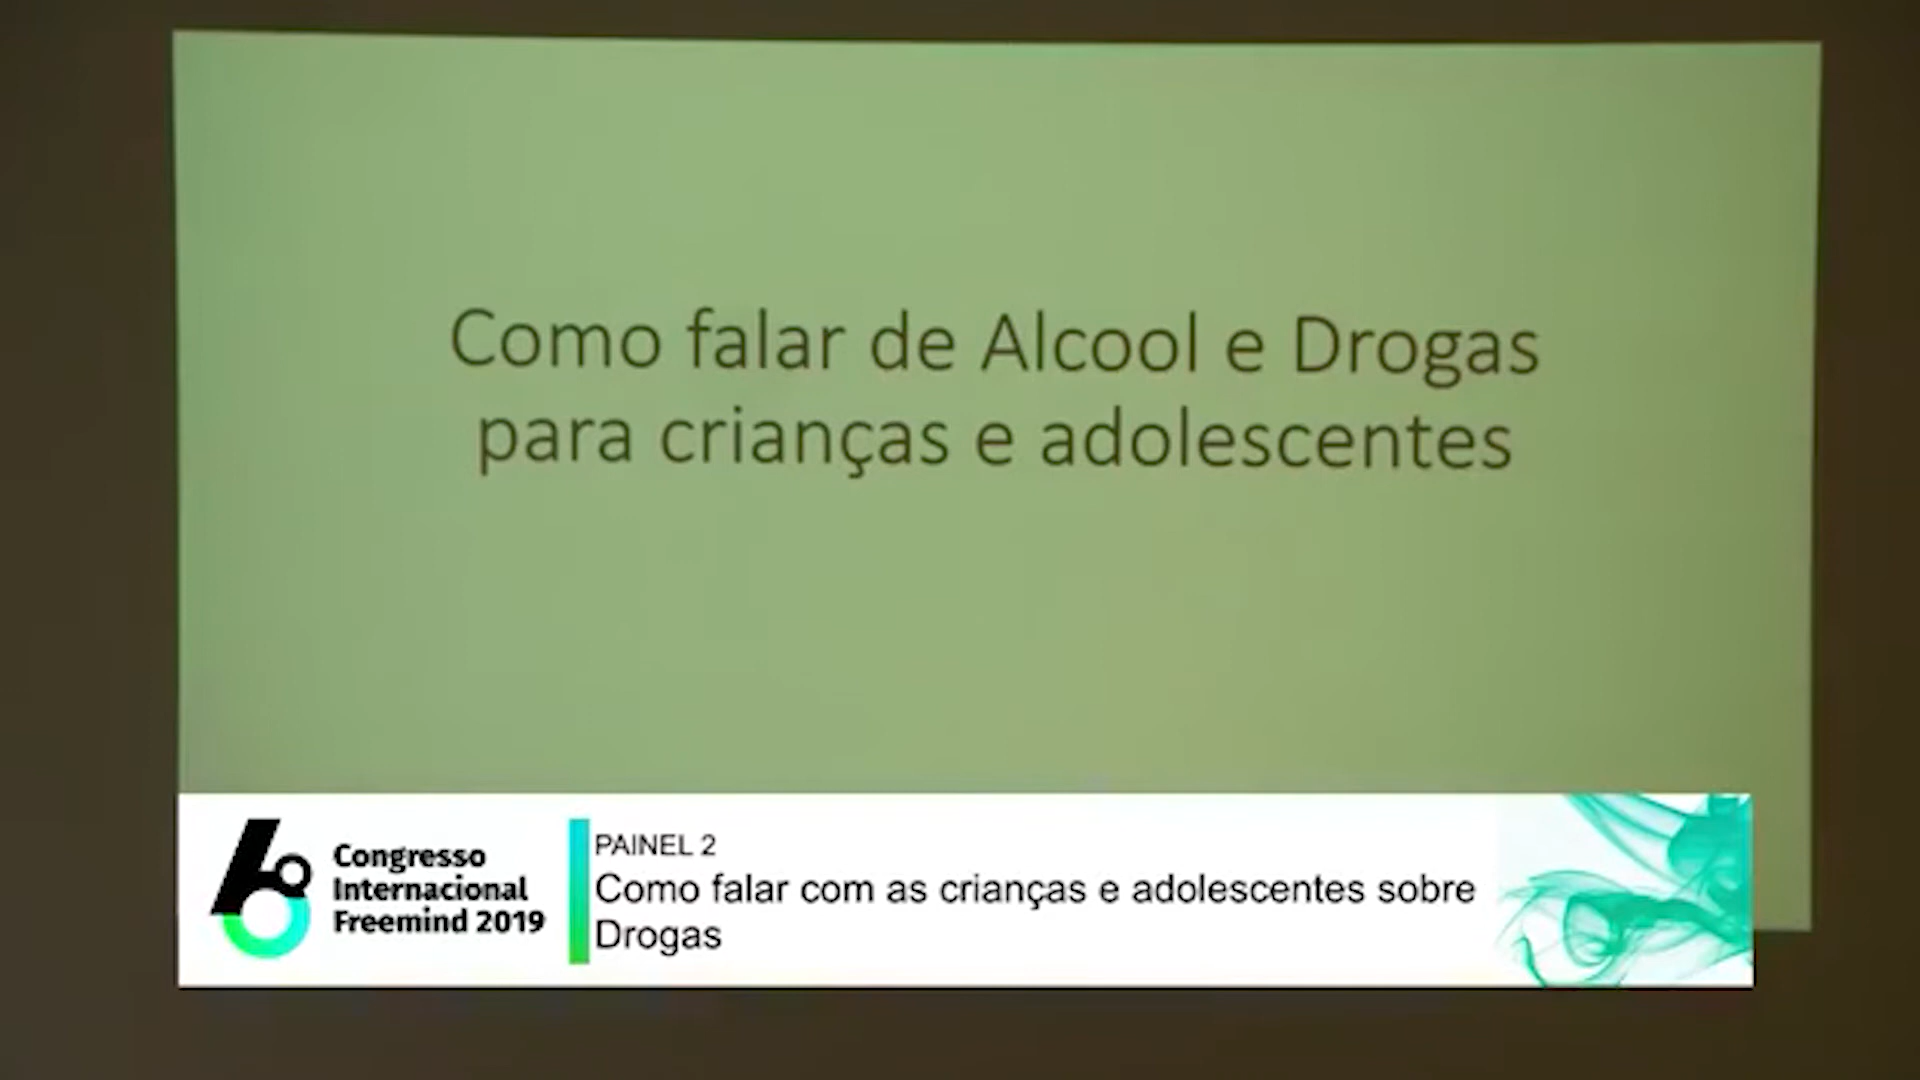 Como falar de Alcool e Drogas
para crianças e adolescentes
6º
Congresso
Internacional
Freemind 2019
PAINEL 2
Como falar com as crianças e adolescentes sobre
Drogas